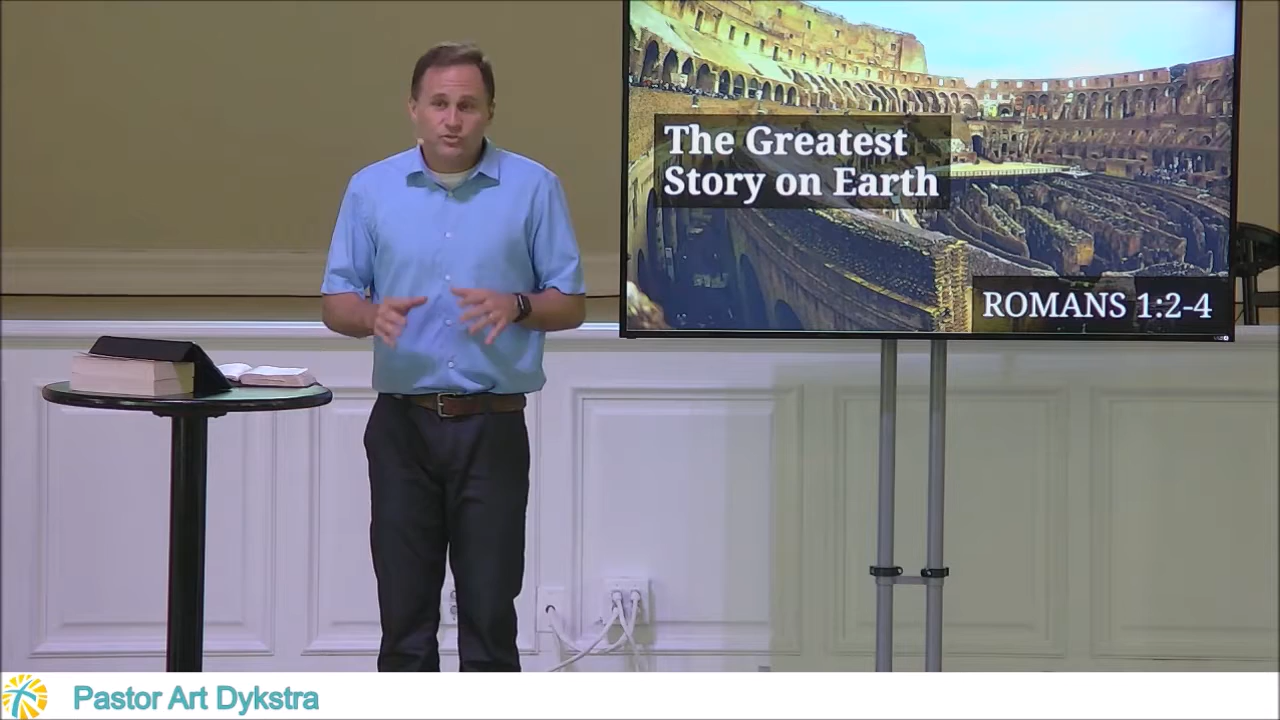 The Greatest
Story on Earth
ROMANS 1:2-4
Pastor Art Dykstra